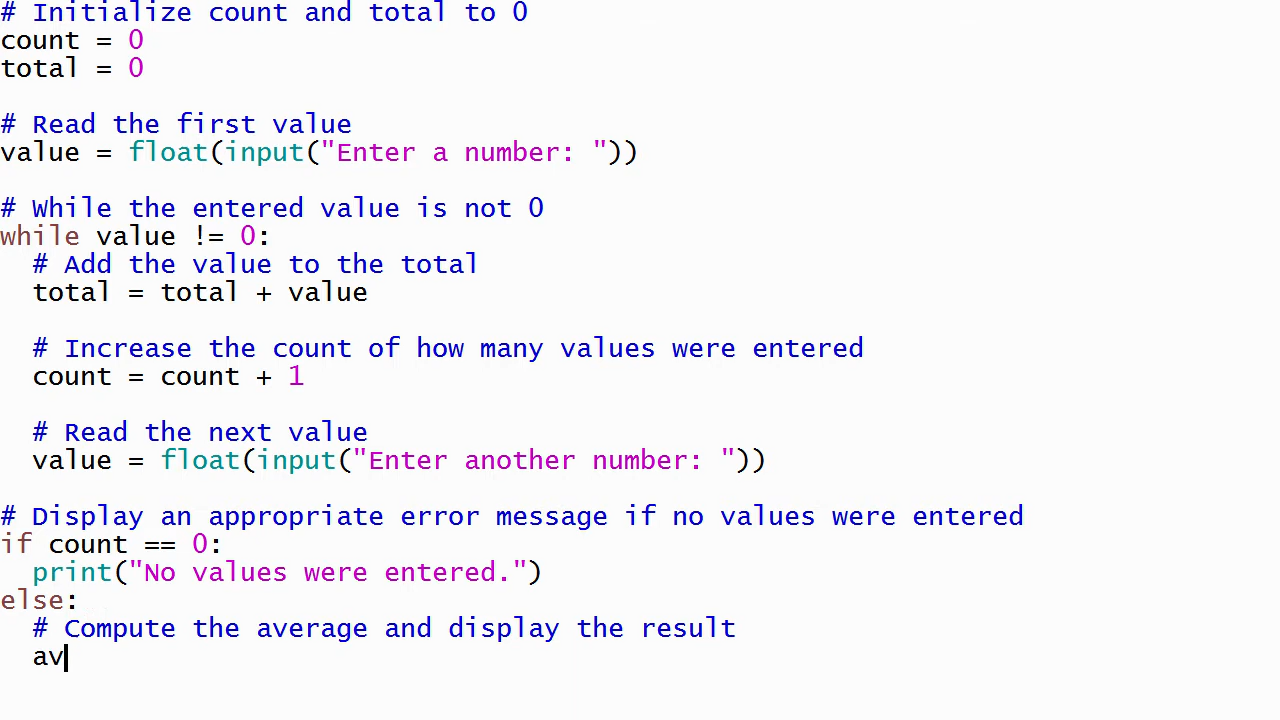 # Initialize count and total to 0
count = 0
total = 0
# Read the first value
value = float(input("Enter a number: "))
# While the entered value is not 0
while value != 0:
  # Add the value to the total
  total = total + value
  # Increase the count of how many values were entered
  count = count + 1
  # Read the next value
  value = float(input("Enter another number: "))
# Display an appropriate error message if no values were entered
if count == 0:
  print("No values were entered.")
else:
  # Compute the average and display the result
  av